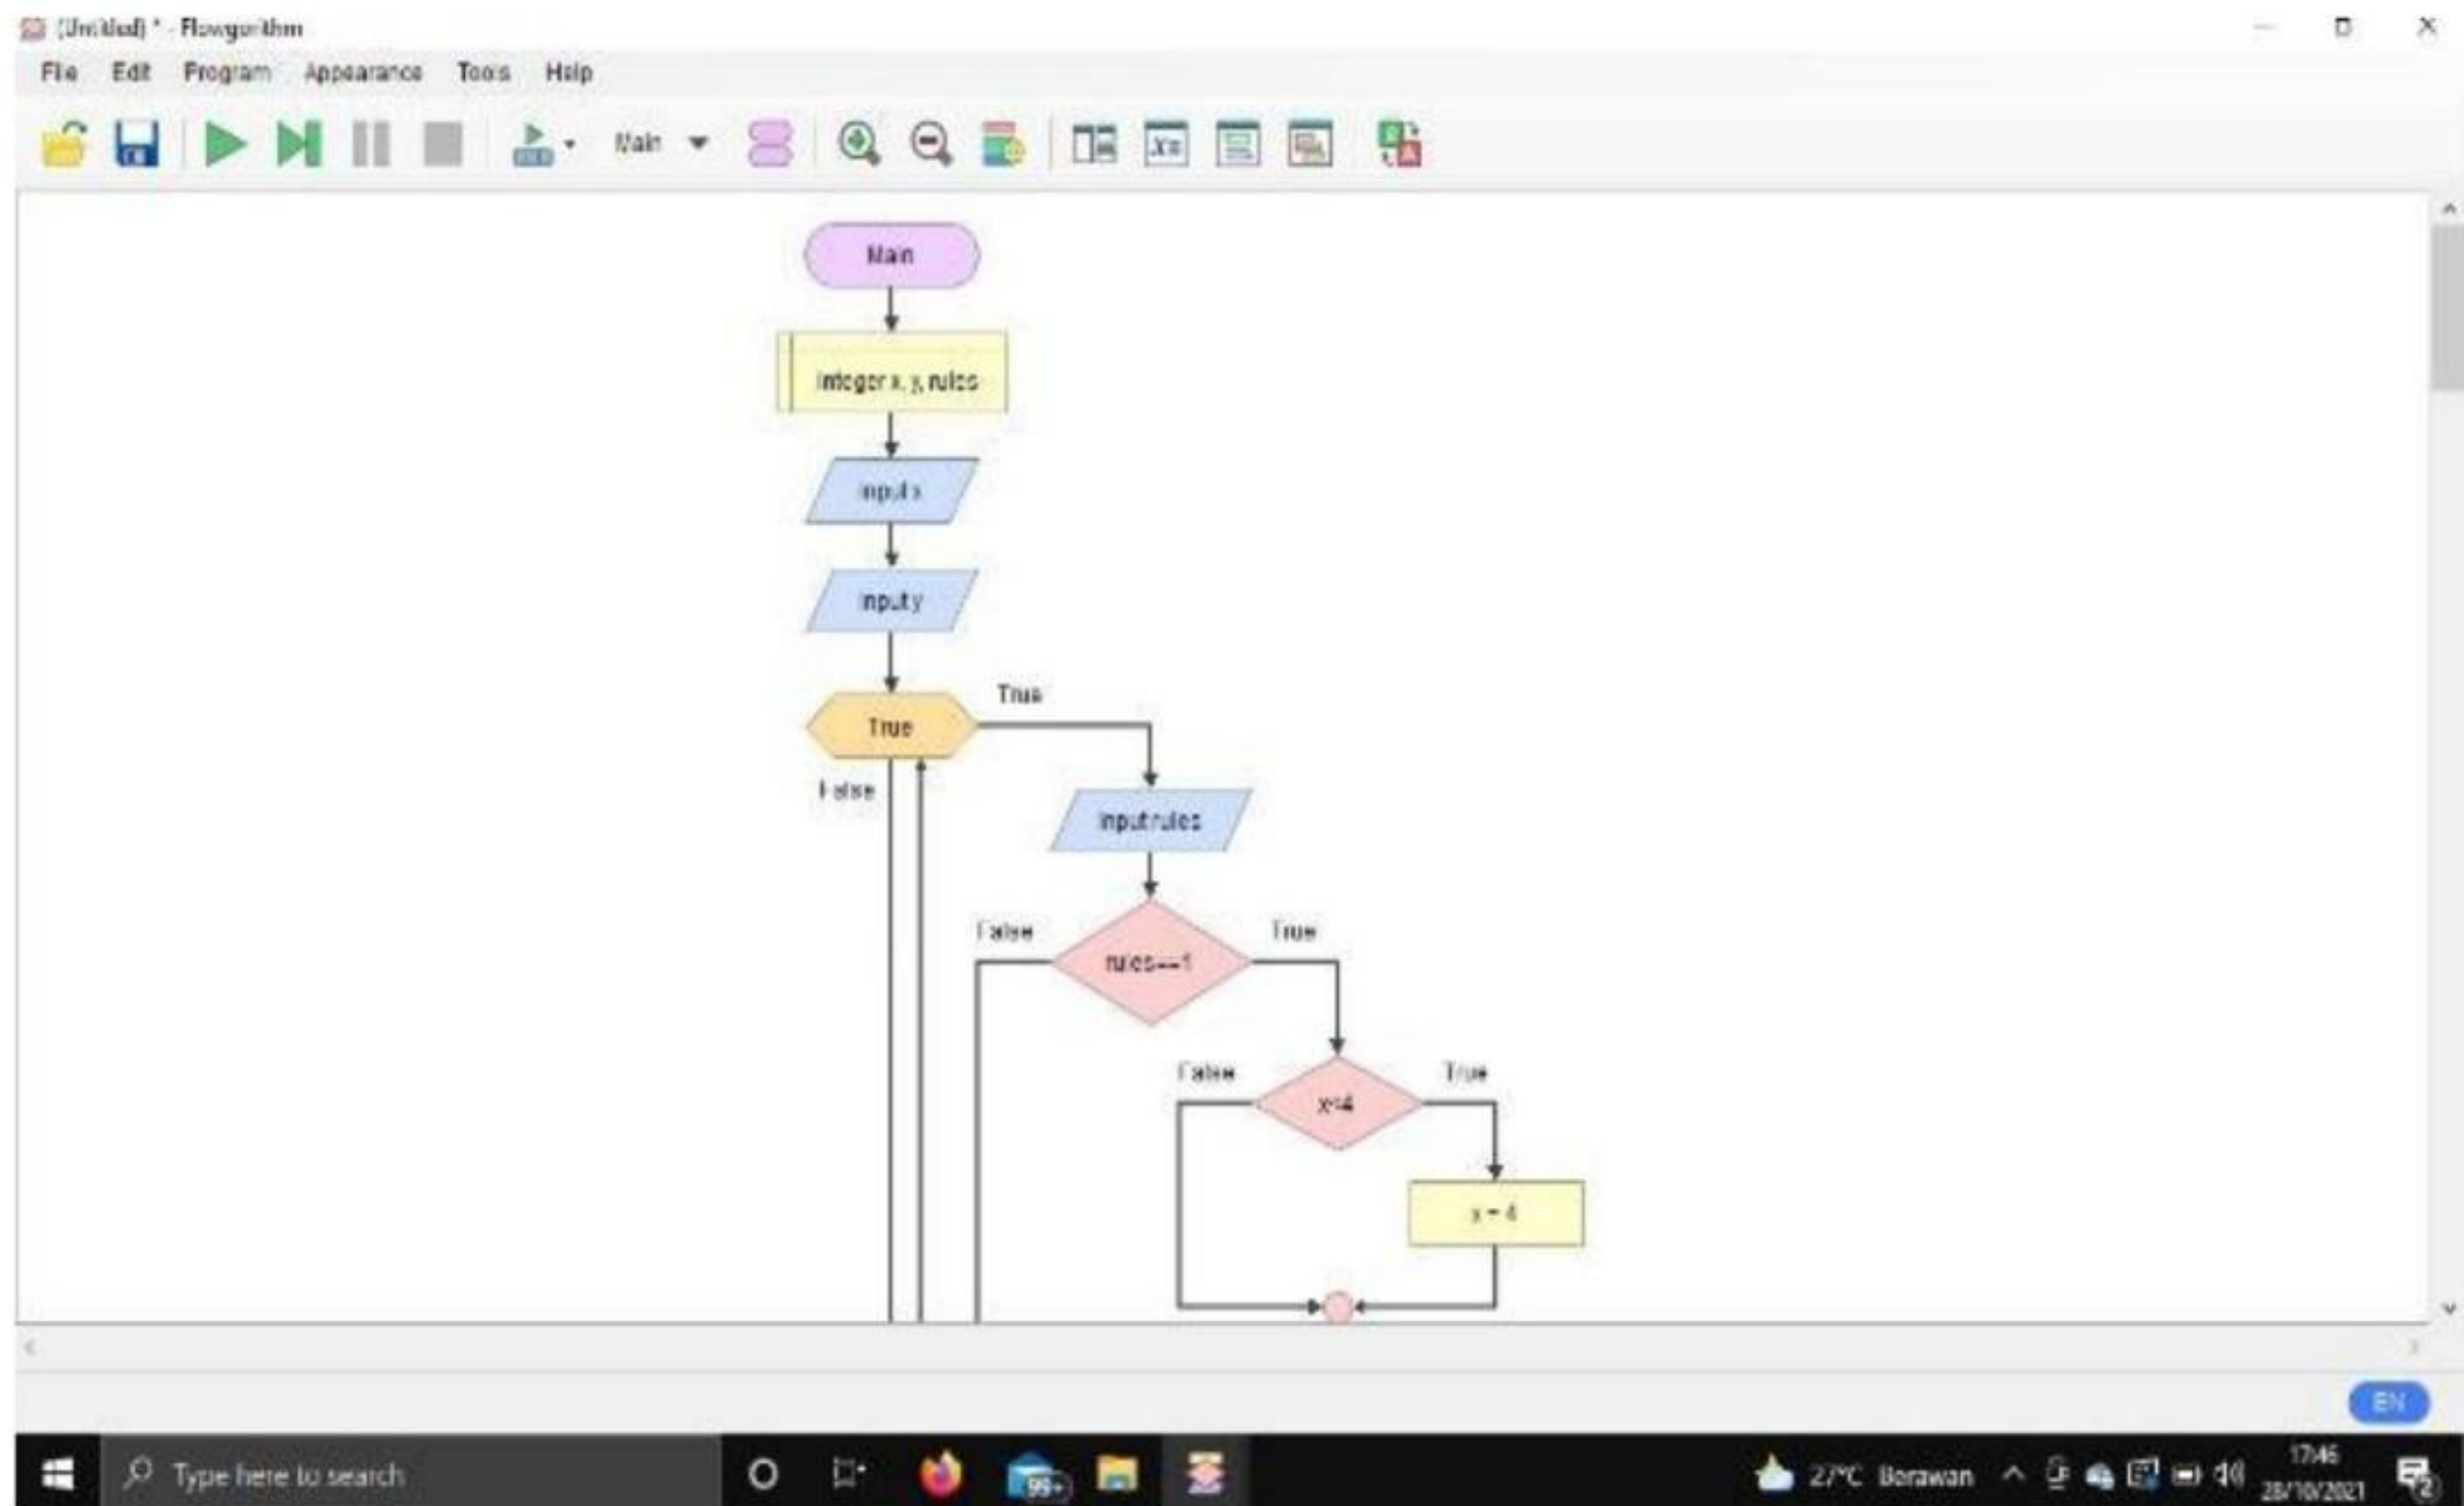 (Untitled) * - Flowgorithm
File Edit Program Appearance Tools Help
Main
Main
Integer x, y, rules
Input x
Input y
True
True
False
Input rules
False
True
rules==1
False
True
x = 4
EN
Type here to search
99+
27°C Berawan
17:46
28/10/2021
2